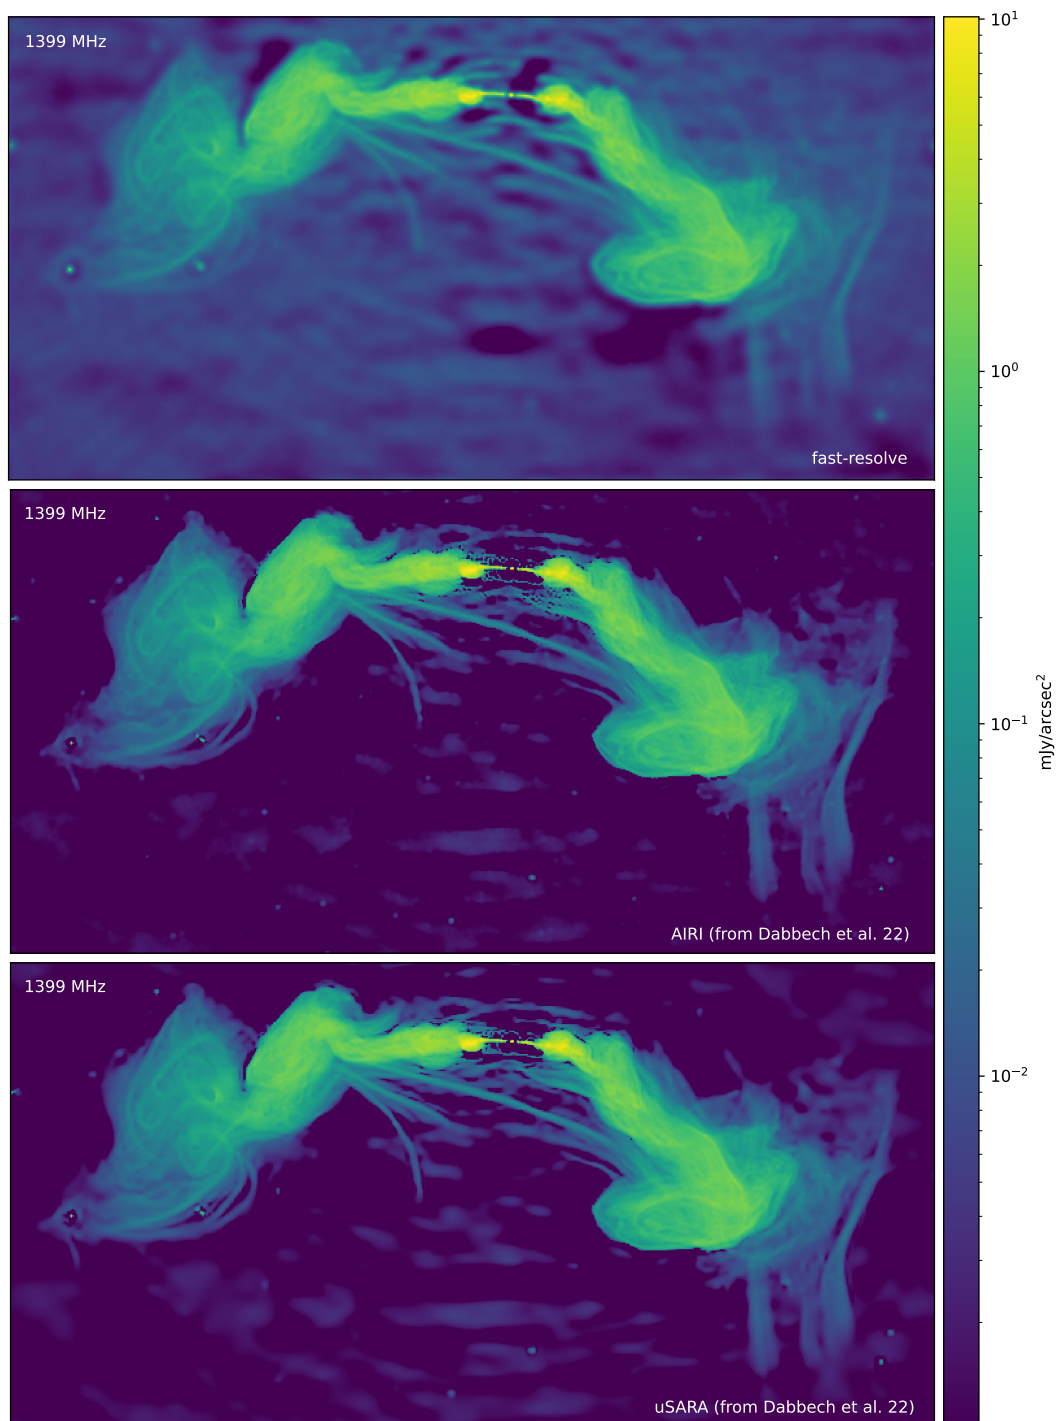 1399 MHz
fast-resolve
1399 MHz
AIRI (from Dabbech et al. 22)
1399 MHz
uSARA (from Dabbech et al. 22)
10¹
10⁰
10⁻¹
10⁻²
mJy/arcsec²